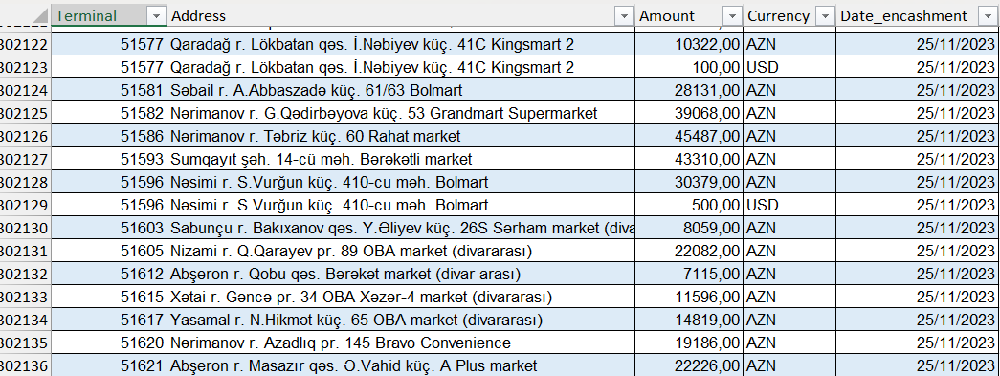 Terminal Address Amount Currency Date_encashment
302122 51577 Qaradağ r. Lökbatan qəs. İ.Nəbiyev küç. 41C Kingsmart 2 10322,00 AZN 25/11/2023
302123 51577 Qaradağ r. Lökbatan qəs. İ.Nəbiyev küç. 41C Kingsmart 2 100,00 USD 25/11/2023
302124 51581 Səbail r. A.Abbaszadə küç. 61/63 Bolmart 28131,00 AZN 25/11/2023
302125 51582 Nərimanov r. G.Qədirbəyova küç. 53 Grandmart Supermarket 39068,00 AZN 25/11/2023
302126 51586 Nərimanov r. Təbriz küç. 60 Rahat market 45487,00 AZN 25/11/2023
302127 51593 Sumqayıt şəh. 14-cü məh. Bərəkətli market 43310,00 AZN 25/11/2023
302128 51596 Nəsimi r. S.Vurğun küç. 410-cu məh. Bolmart 30379,00 AZN 25/11/2023
302129 51596 Nəsimi r. S.Vurğun küç. 410-cu məh. Bolmart 500,00 USD 25/11/2023
302130 51603 Sabunçu r. Bakıxanov qəs. Y.Əliyev küç. 26S Sərham market (diva 8059,00 AZN 25/11/2023
302131 51605 Nizami r. Q.Qarayev pr. 89 OBA market (divararası) 22082,00 AZN 25/11/2023
302132 51612 Abşeron r. Qobu qəs. Bərəkət market (divar arası) 7115,00 AZN 25/11/2023
302133 51615 Xətai r. Gəncə pr. 34 OBA Xəzər-4 market (divararası) 11596,00 AZN 25/11/2023
302134 51617 Yasamal r. N.Hikmət küç. 65 OBA market (divararası) 14819,00 AZN 25/11/2023
302135 51620 Nərimanov r. Azadlıq pr. 145 Bravo Convenience 19186,00 AZN 25/11/2023
302136 51621 Abşeron r. Masazır qəs. Ə.Vahid küç. A Plus market 22226,00 AZN 25/11/2023